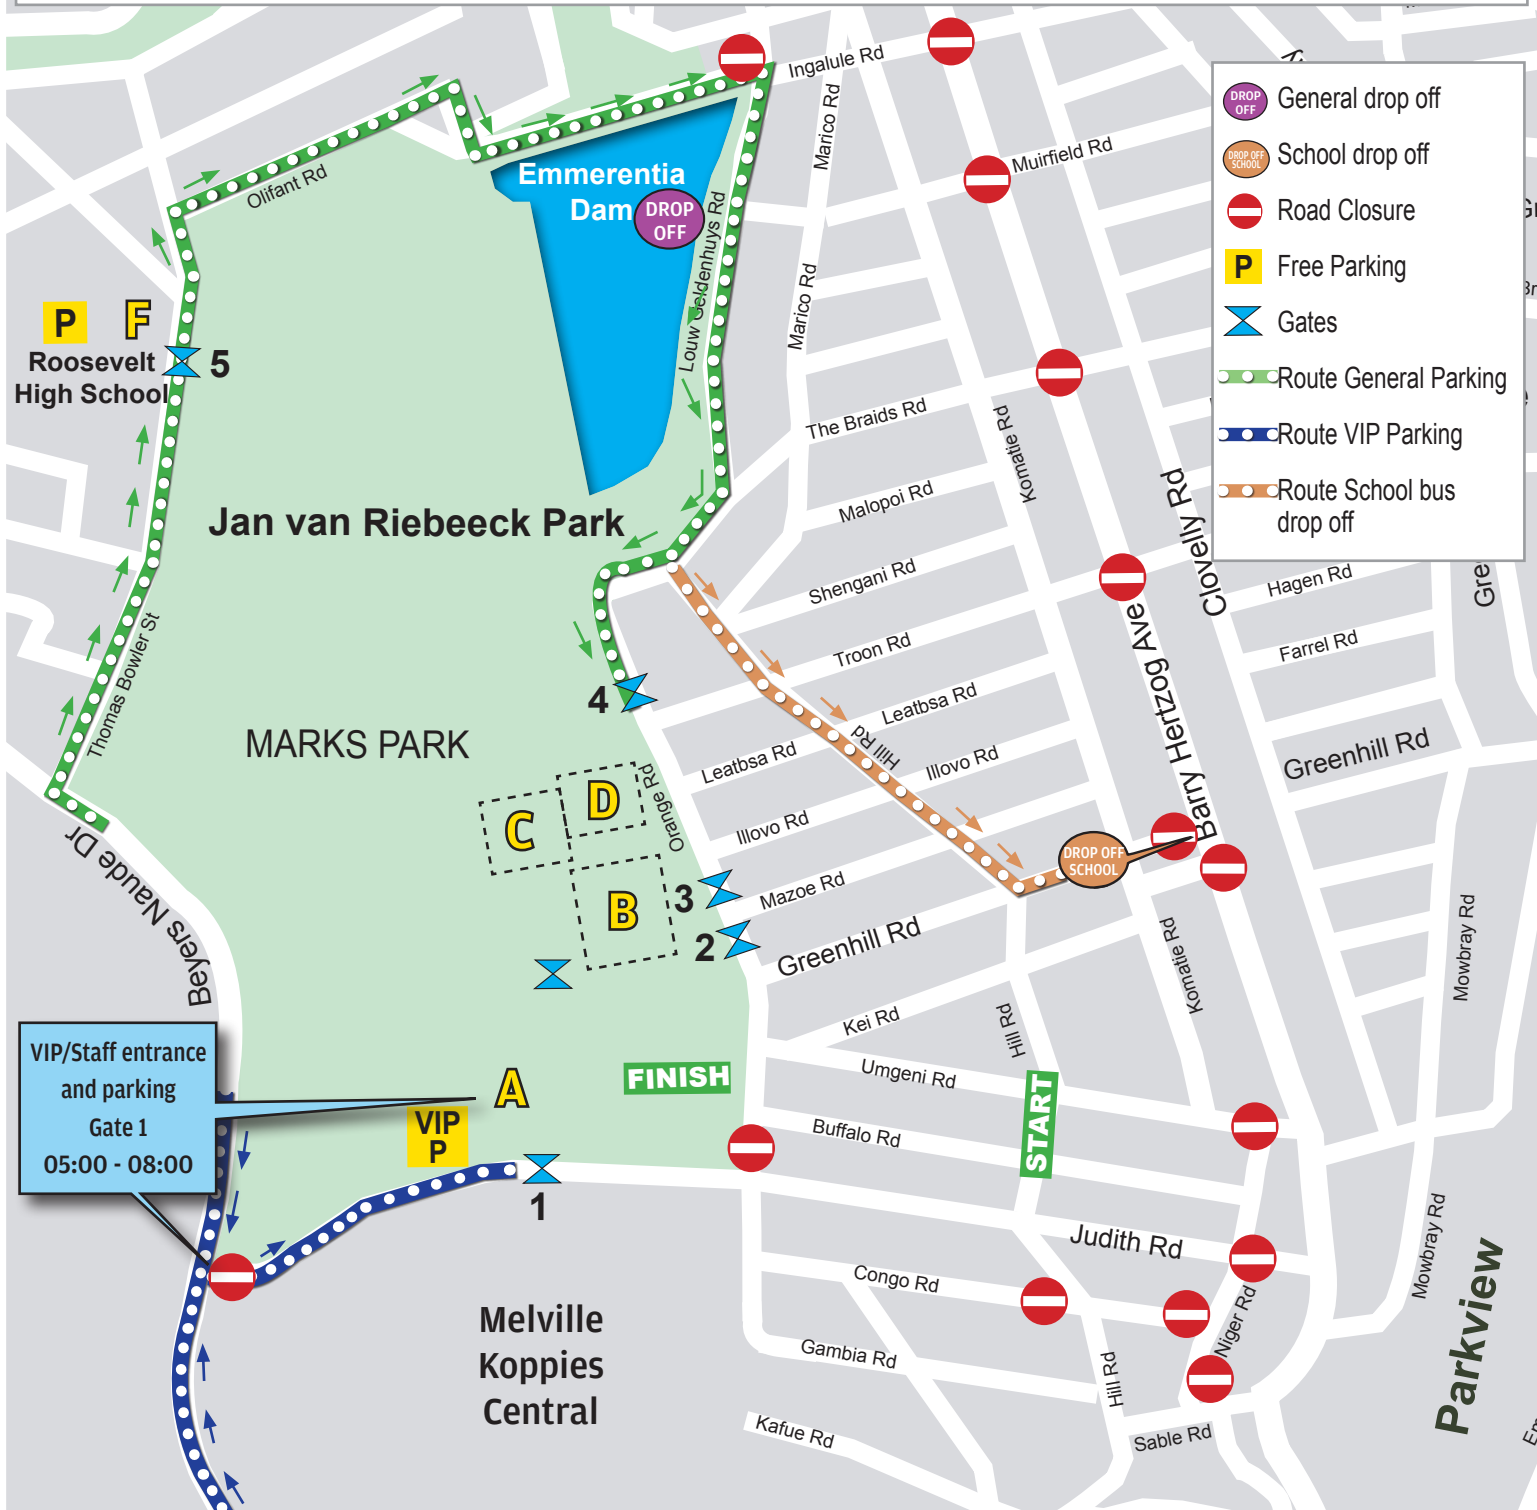 Ingalule Rd
Marico Rd
Muirfield Rd
DROP
OFF
General drop off
DROP OFF
SCHOOL
School drop off
Road Closure
P
Free Parking
Gates
Route General Parking
Route VIP Parking
Route School bus
drop off
Olifant Rd
Emmerentia
Dam
DROP
OFF
Louw Geldenhuys Rd
Marico Rd
P
F
Roosevelt
High School
5
The Braids Rd
Komatie Rd
Malopoi Rd
Clovelly Rd
Jan van Riebeeck Park
Shengani Rd
Hagen Rd
Gre
Troon Rd
Farrel Rd
Thomas Bowler St
4
Leatbsa Rd
Barry Hertzog Ave
MARKS PARK
Leatbsa Rd
Hill Rd
Illovo Rd
Greenhill Rd
Orange Rd
D
C
Illovo Rd
DROP OFF
SCHOOL
Beyers Naude Dr
B
3
Mazoe Rd
2
Greenhill Rd
Komatie Rd
Mowbray Rd
Kei Rd
Hill Rd
VIP/Staff entrance
and parking
Gate 1
05:00 - 08:00
A
FINISH
Umgeni Rd
START
VIP
P
Buffalo Rd
1
Judith Rd
Mowbray Rd
Congo Rd
Niger Rd
Melville
Koppies
Central
Gambia Rd
Hill Rd
Parkview
Kafue Rd
Sable Rd